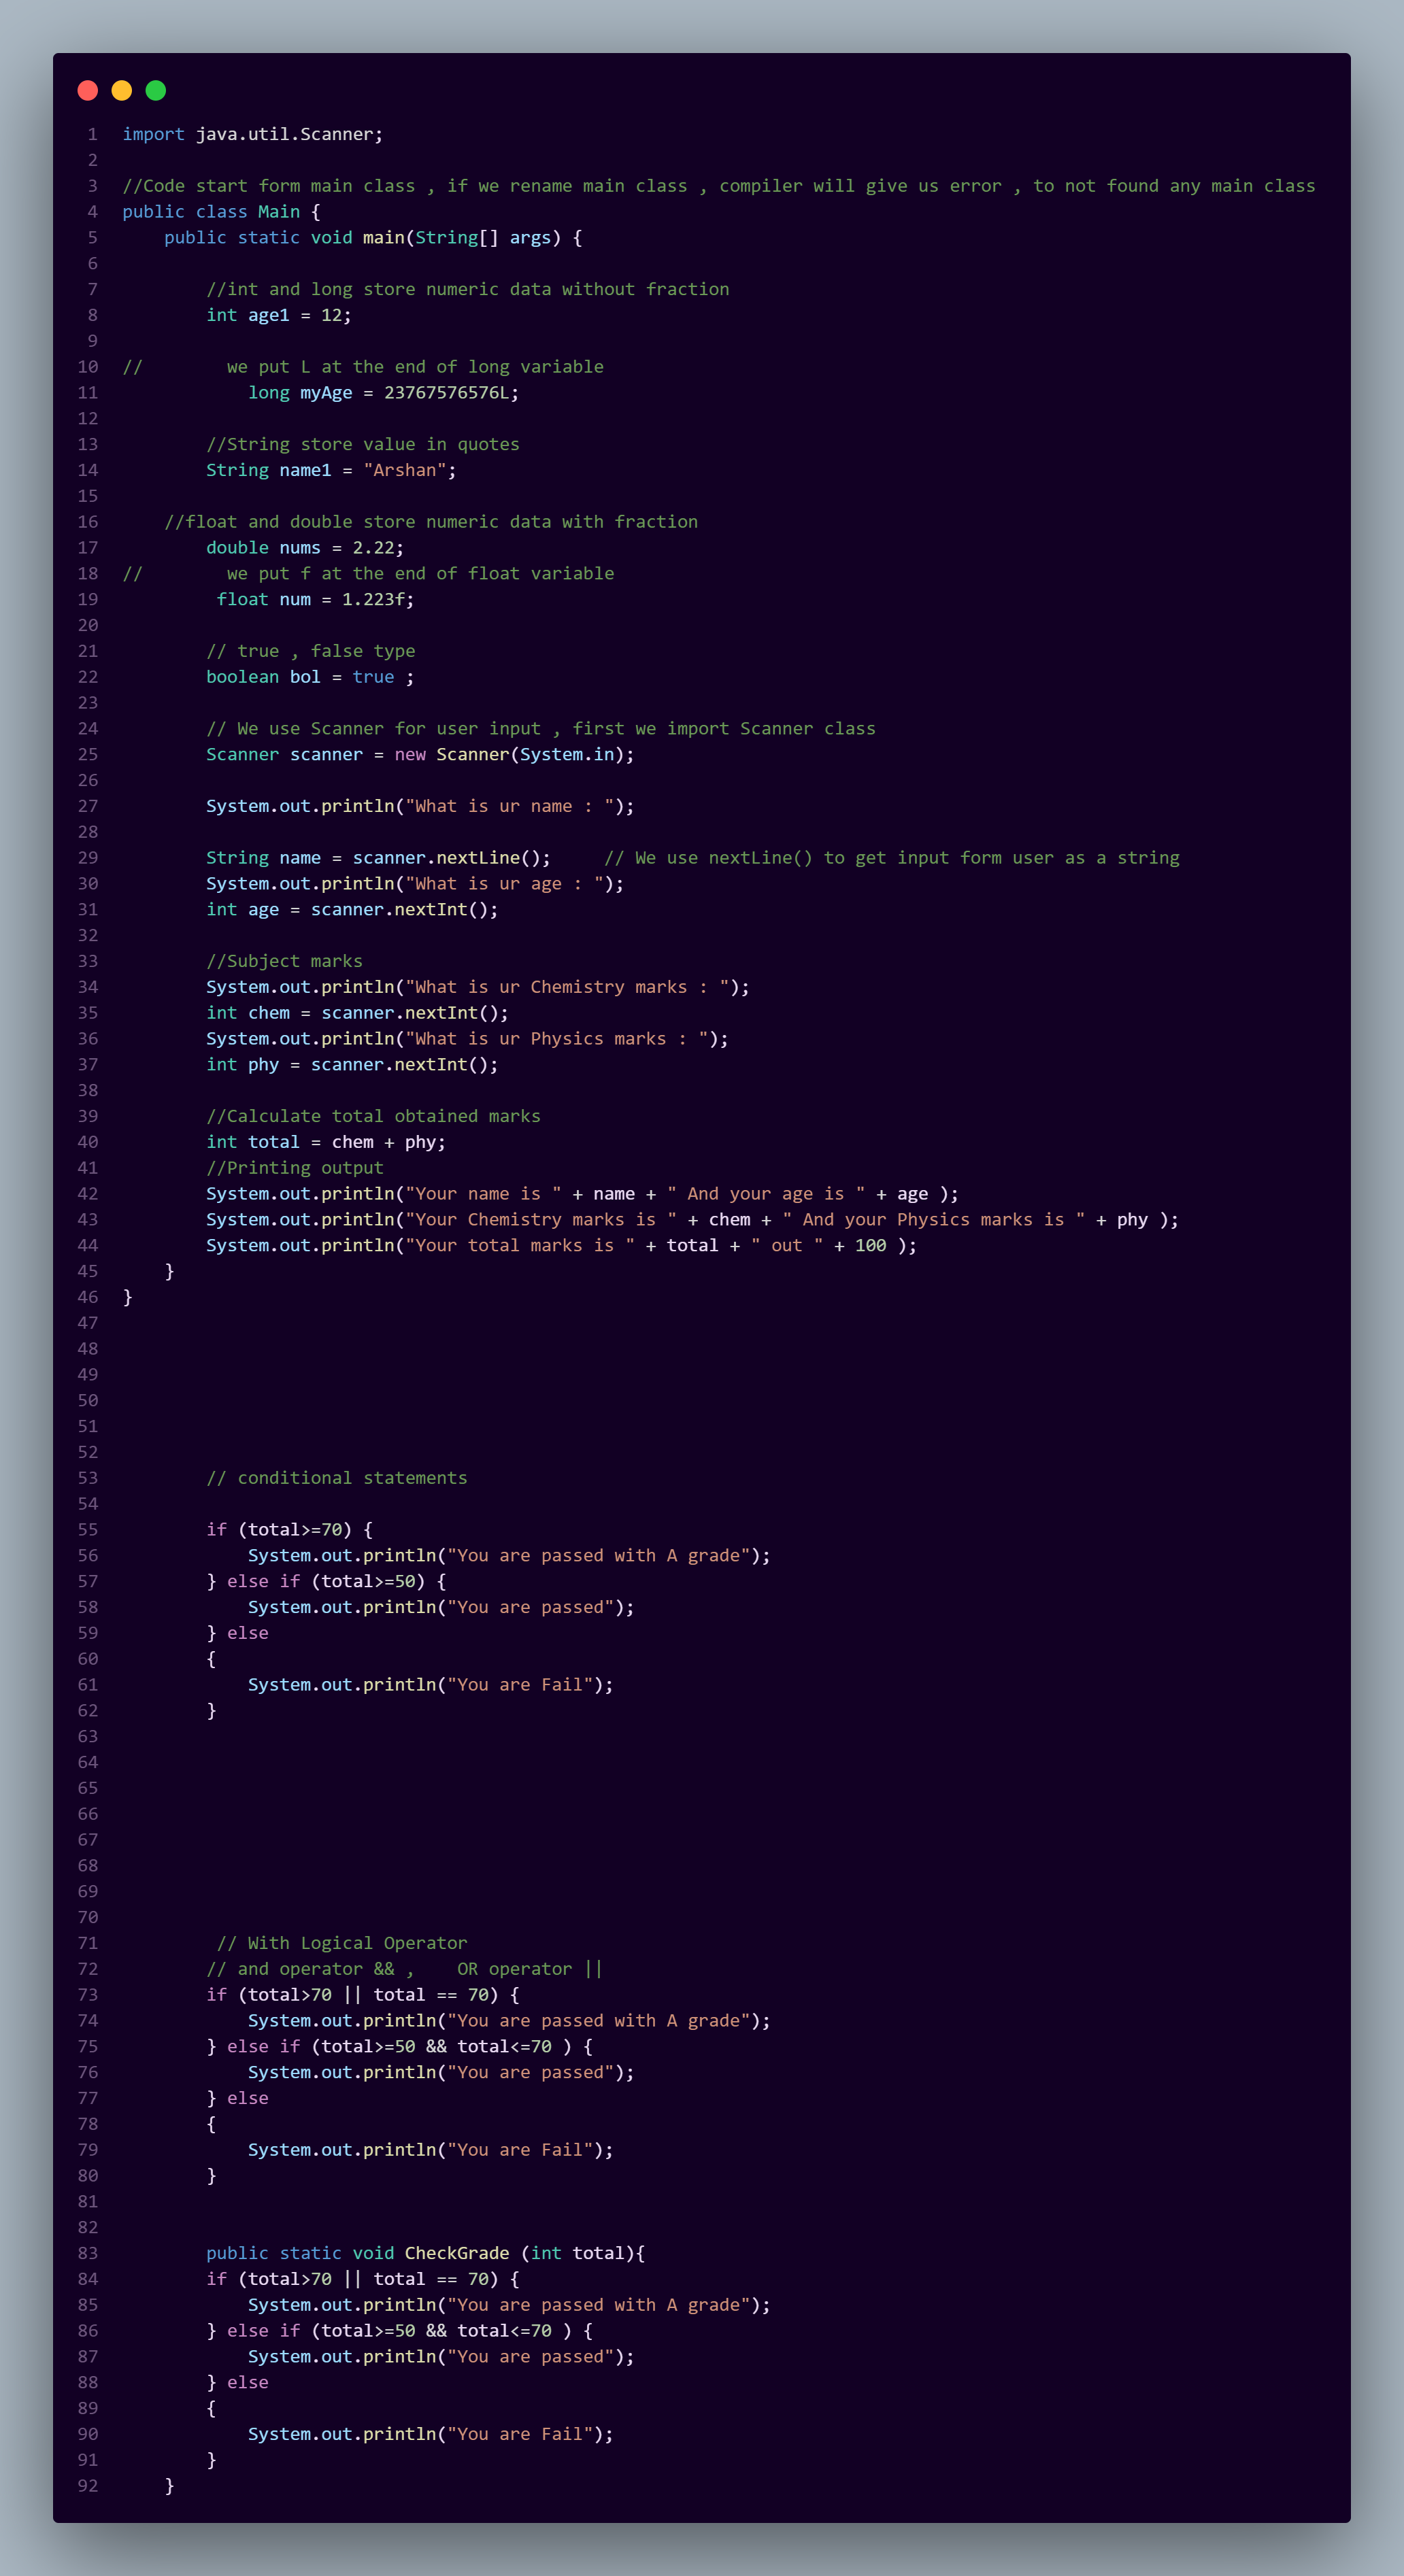 1 import java.util.Scanner;
2
3 //Code start form main class , if we rename main class , compiler will give us error , to not found any main class
4 public class Main {
5     public static void main(String[] args) {
6
7         //int and long store numeric data without fraction
8         int age1 = 12;
9
10 //        we put L at the end of long variable
11             long myAge = 23767576576L;
12
13         //String store value in quotes
14         String name1 = "Arshan";
15
16     //float and double store numeric data with fraction
17         double nums = 2.22;
18 //        we put f at the end of float variable
19          float num = 1.223f;
20
21         // true , false type
22         boolean bol = true ;
23
24         // We use Scanner for user input , first we import Scanner class
25         Scanner scanner = new Scanner(System.in);
26
27         System.out.println("What is ur name : ");
28
29         String name = scanner.nextLine();     // We use nextLine() to get input form user as a string
30         System.out.println("What is ur age : ");
31         int age = scanner.nextInt();
32
33         //Subject marks
34         System.out.println("What is ur Chemistry marks : ");
35         int chem = scanner.nextInt();
36         System.out.println("What is ur Physics marks : ");
37         int phy = scanner.nextInt();
38
39         //Calculate total obtained marks
40         int total = chem + phy;
41         //Printing output
42         System.out.println("Your name is " + name + " And your age is " + age );
43         System.out.println("Your Chemistry marks is " + chem + " And your Physics marks is " + phy );
44         System.out.println("Your total marks is " + total + " out " + 100 );
45     }
46 }
47
48
49
50
51
52
53         // conditional statements
54
55         if (total>=70) {
56             System.out.println("You are passed with A grade");
57         } else if (total>=50) {
58             System.out.println("You are passed");
59         } else
60         {
61             System.out.println("You are Fail");
62         }
63
64
65
66
67
68
69
70
71          // With Logical Operator
72         // and operator && ,    OR operator ||
73         if (total>70 || total == 70) {
74             System.out.println("You are passed with A grade");
75         } else if (total>=50 && total<=70 ) {
76             System.out.println("You are passed");
77         } else
78         {
79             System.out.println("You are Fail");
80         }
81
82
83         public static void CheckGrade (int total){
84         if (total>70 || total == 70) {
85             System.out.println("You are passed with A grade");
86         } else if (total>=50 && total<=70 ) {
87             System.out.println("You are passed");
88         } else
89         {
90             System.out.println("You are Fail");
91         }
92     }